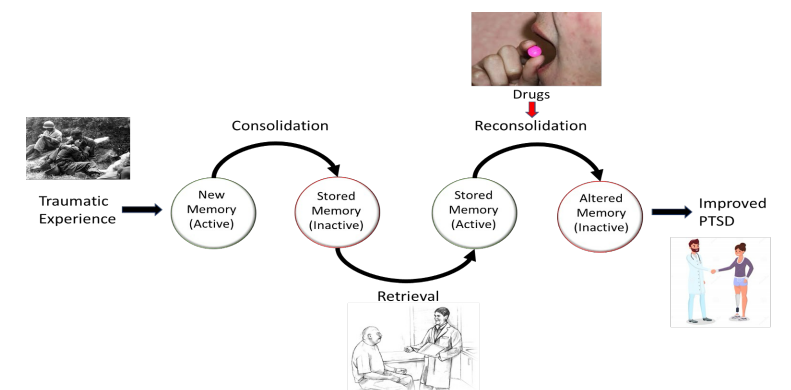 Drugs
Consolidation
Reconsolidation
Traumatic
Experience
New
Memory
(Active)
Stored
Memory
(Inactive)
Stored
Memory
(Active)
Altered
Memory
(Inactive)
Improved
PTSD
Retrieval